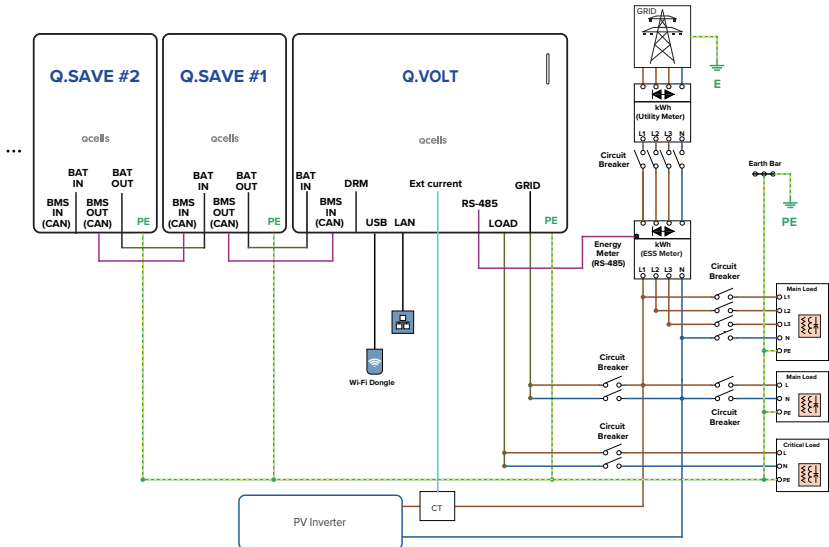 GRID
E
Q.SAVE #2
Q.SAVE #1
Q.VOLT
qcells
qcells
qcells
...
kWh
(Utility Meter)
L1 L2 L3 N
Circuit
Breaker
Earth Bar
PE
BAT
IN
BAT
OUT
BMS
IN
(CAN)
BMS
OUT
(CAN)
PE
BAT
IN
BAT
OUT
BMS
IN
(CAN)
BMS
OUT
(CAN)
PE
BAT
IN
BMS
IN
(CAN)
DRM
USB
LAN
Ext current
RS-485
GRID
LOAD
PE
Energy
Meter
(RS-485)
kWh
(ESS Meter)
L1 L2 L3 N
Circuit
Breaker
Main Load
L1
L2
L3
N
PE
Wi-Fi Dongle
Circuit
Breaker
Main Load
L
N
PE
Circuit
Breaker
Circuit
Breaker
Critical Load
L
N
PE
CT
PV Inverter